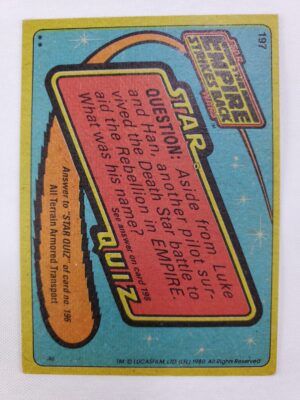 197
THE
EMPIRE
STRIKES BACK
STAR
QUIZ
QUESTION: Aside from Luke
and Han, another pilot sur-
vived the Death Star battle to
aid the Rebellion in EMPIRE.
What was his name?
See answer on card 198
Answer to "STAR QUIZ" of card no. 196
All Terrain Armored Transport
TM © LUCASFILM, LTD. (LFL) 1980 All Rights Reserved